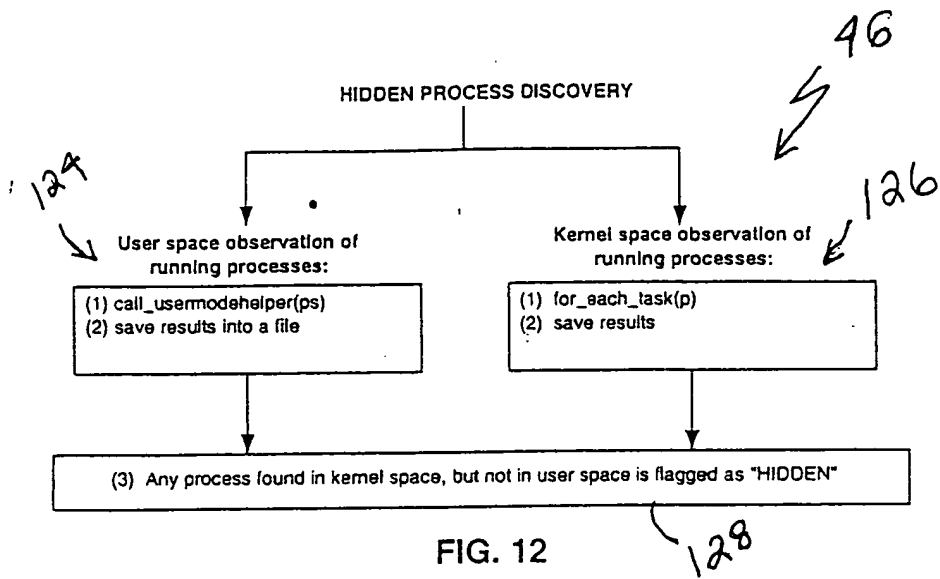 46
HIDDEN PROCESS DISCOVERY
124
126
User space observation of
running processes:
Kernel space observation of
running processes:
(1) call_usermodehelper(ps)
(2) save results into a file
(1) for_each_task(p)
(2) save results
(3) Any process found in kernel space, but not in user space is flagged as "HIDDEN"
FIG. 12
128